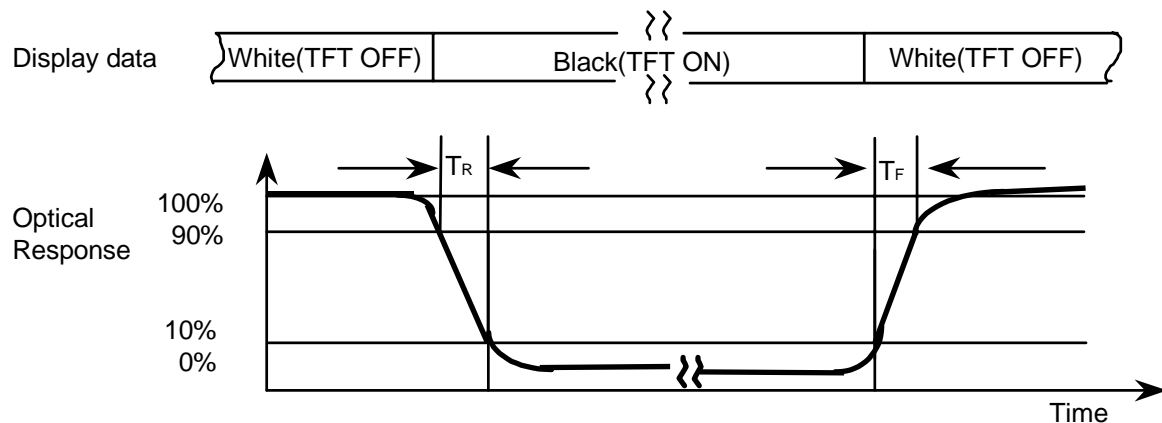 Display data
White(TFT OFF)
Black(TFT ON)
White(TFT OFF)
TR
TF
Optical
Response
100%
90%
10%
0%
Time